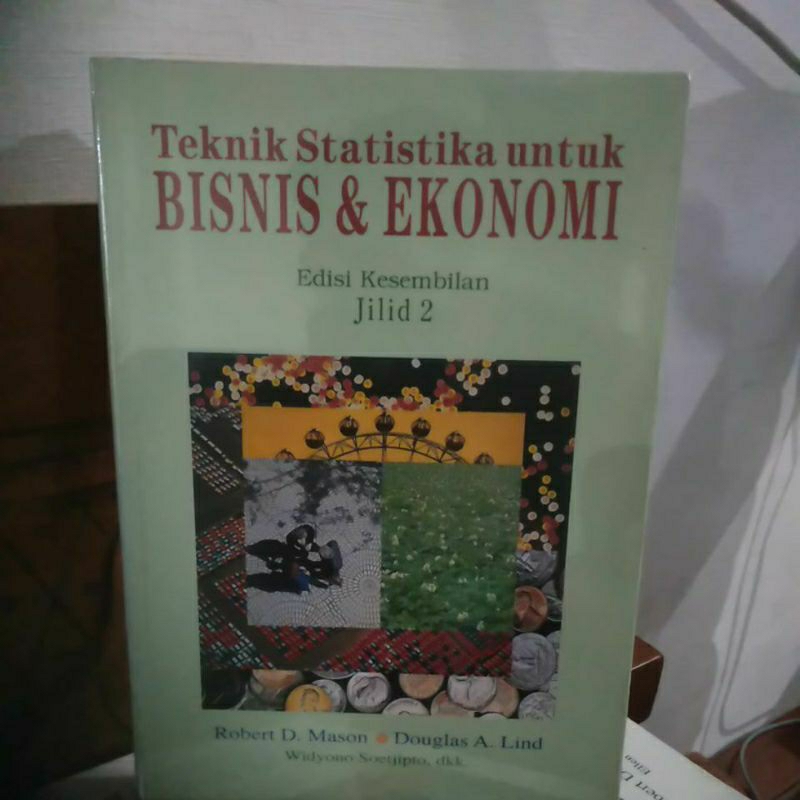 Teknik Statistika untuk
BISNIS & EKONOMI
Edisi Kesembilan
Jilid 2
Robert D. Mason • Douglas A. Lind
Widyono Soetjipto, dkk.